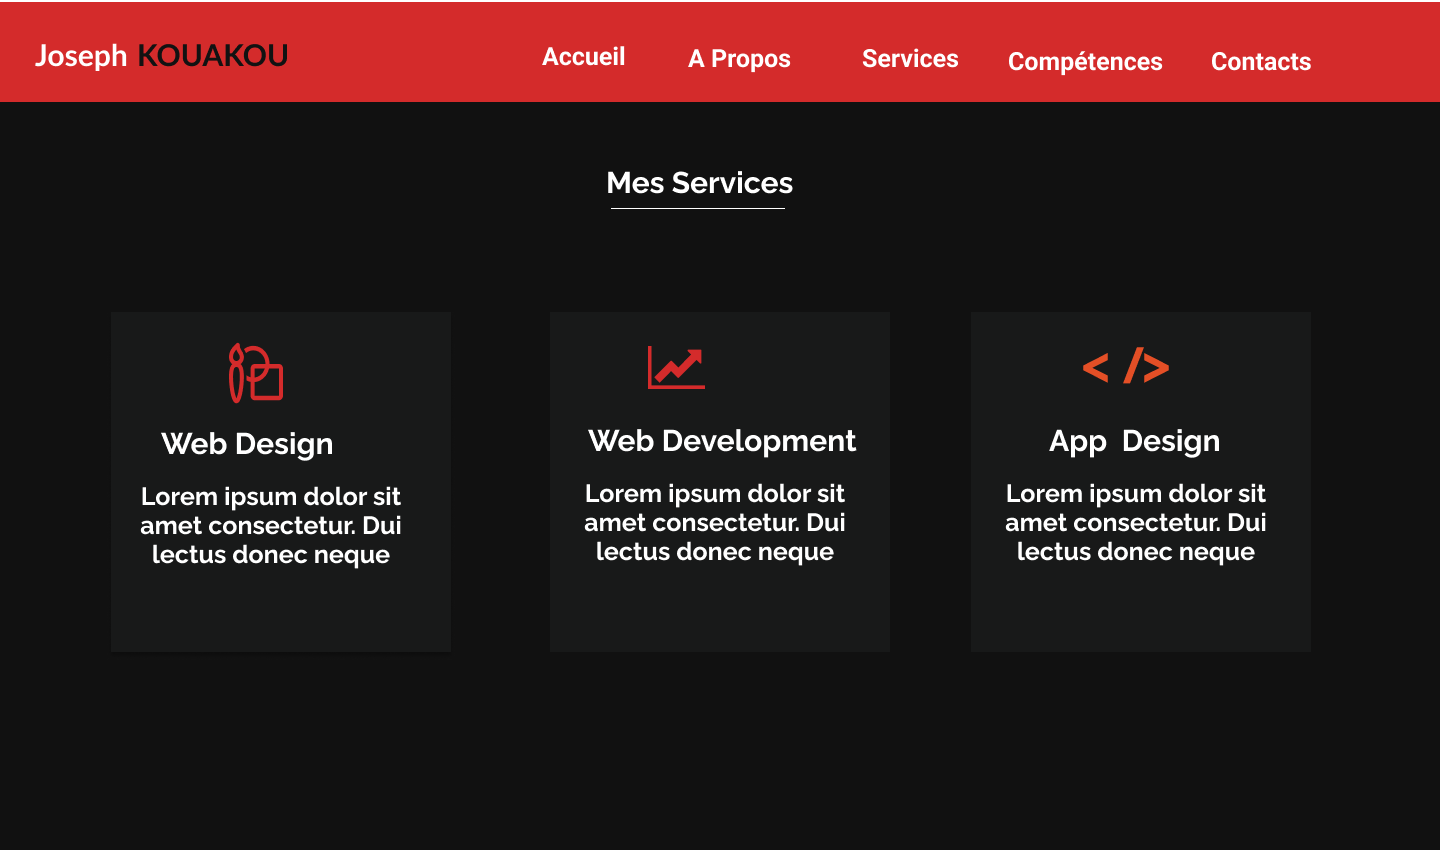 Joseph KOUAKOU
Accueil
A Propos
Services
Compétences
Contacts
Mes Services
Web Design
Lorem ipsum dolor sit
amet consectetur. Dui
lectus donec neque
Web Development
Lorem ipsum dolor sit
amet consectetur. Dui
lectus donec neque
< />
App  Design
Lorem ipsum dolor sit
amet consectetur. Dui
lectus donec neque